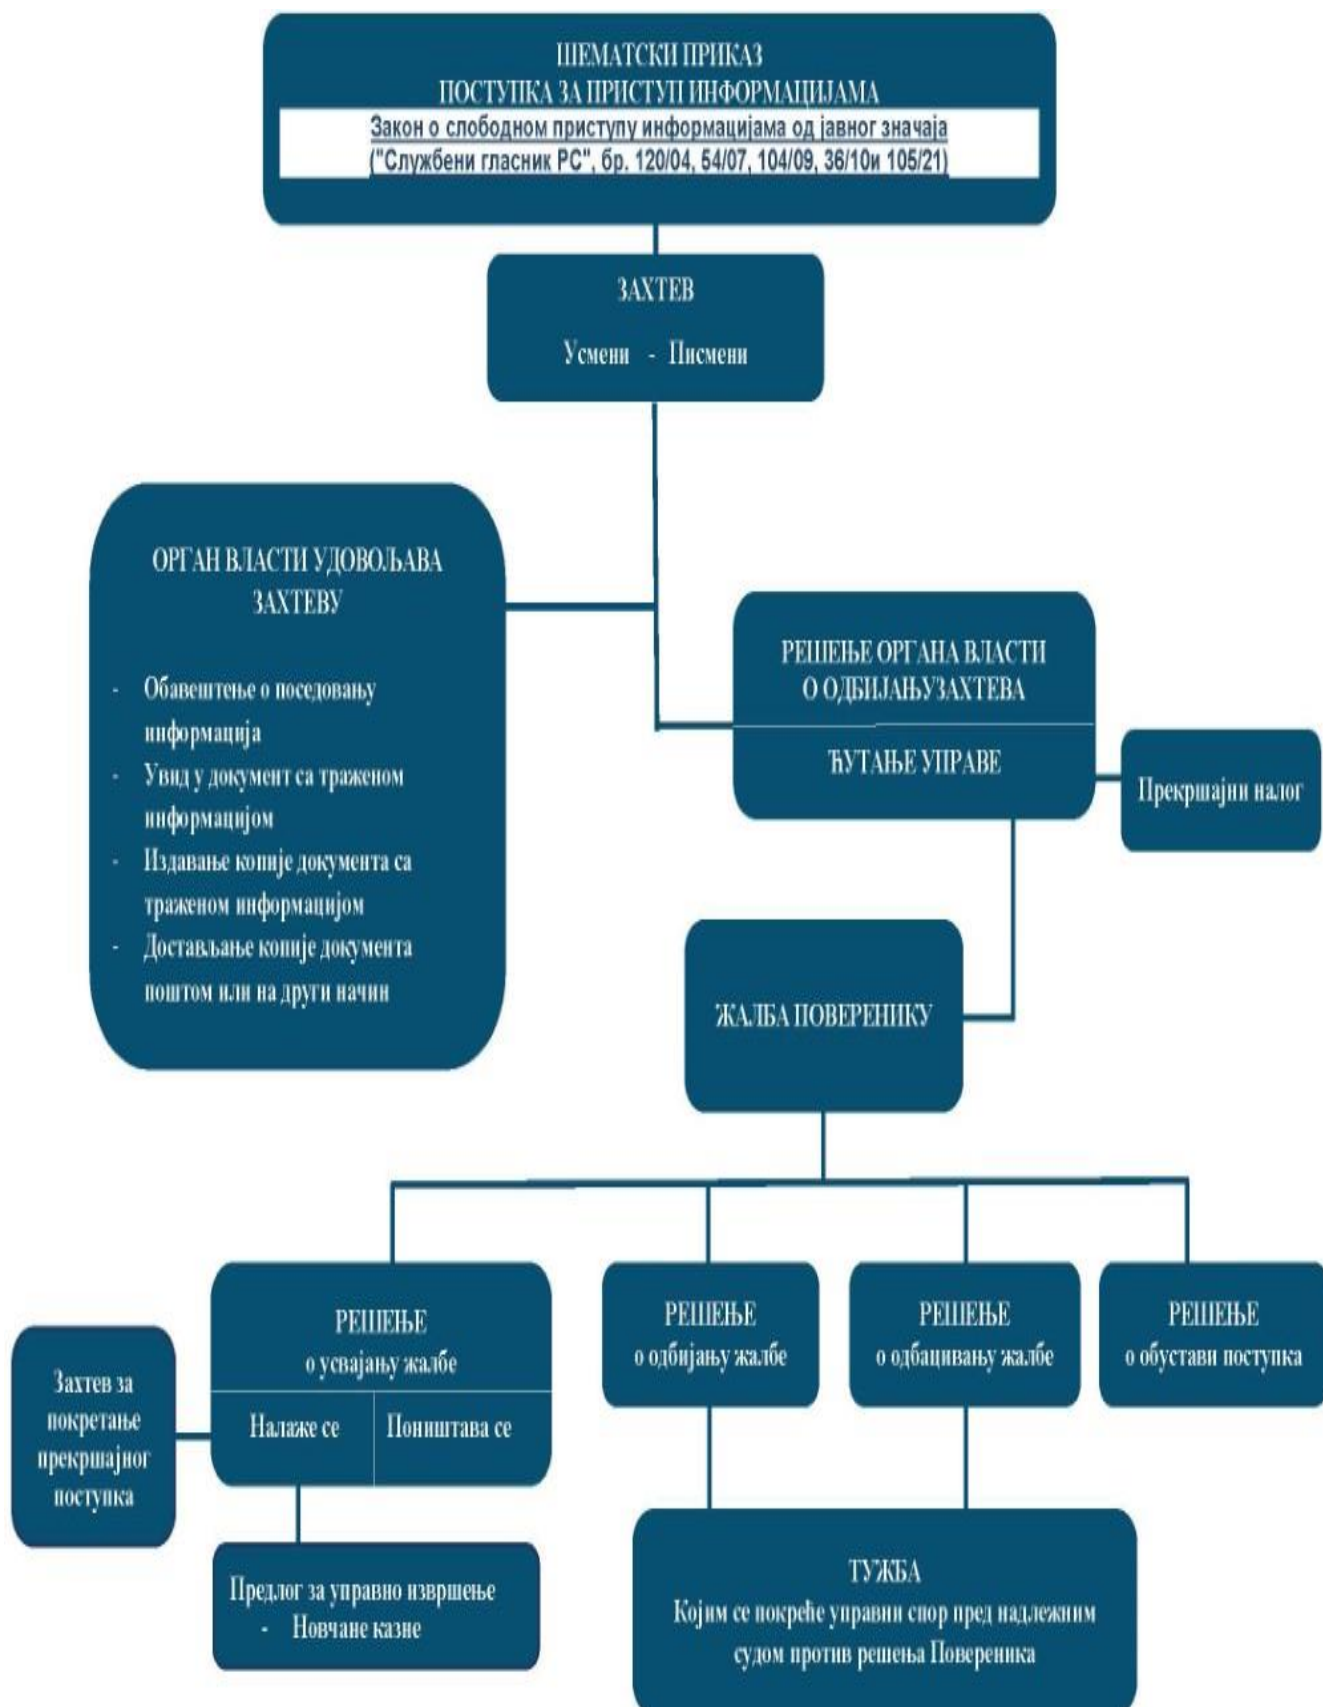 ШЕМАТСКИ ПРИКАЗ
ПОСТУПКА ЗА ПРИСТУП ИНФОРМАЦИЈАМА
Закон о слободном приступу информацијама од јавног значаја
("Службени гласник РС", бр. 120/04, 54/07, 104/09, 36/10и 105/21)
ЗАХТЕВ
Усмени - Писмени
ОРГАН ВЛАСТИ УДОВОЉАВА
ЗАХТЕВУ
- Обавештење о поседовању
информација
- Увид у документ са траженом
информацијом
- Издавање копије документа са
траженом информацијом
- Достављање копије документа
поштом или на други начин
РЕШЕЊЕ ОРГАНА ВЛАСТИ
О ОДБИЈАЊУЗАХТЕВА
ЋУТАЊЕ УПРАВЕ
Прекршајни налог
ЖАЛБА ПОВЕРЕНИКУ
РЕШЕЊЕ
о усвајању жалбе
Налаже се
Поништава се
РЕШЕЊЕ
о одбијању жалбе
РЕШЕЊЕ
о одбацивању жалбе
РЕШЕЊЕ
о обустави поступка
Захтев за
покретање
прекршајног
поступка
Предлог за управно извршење
- Новчане казне
ТУЖБА
Којим се покреће управни спор пред надлежним
судом против решења Повереника